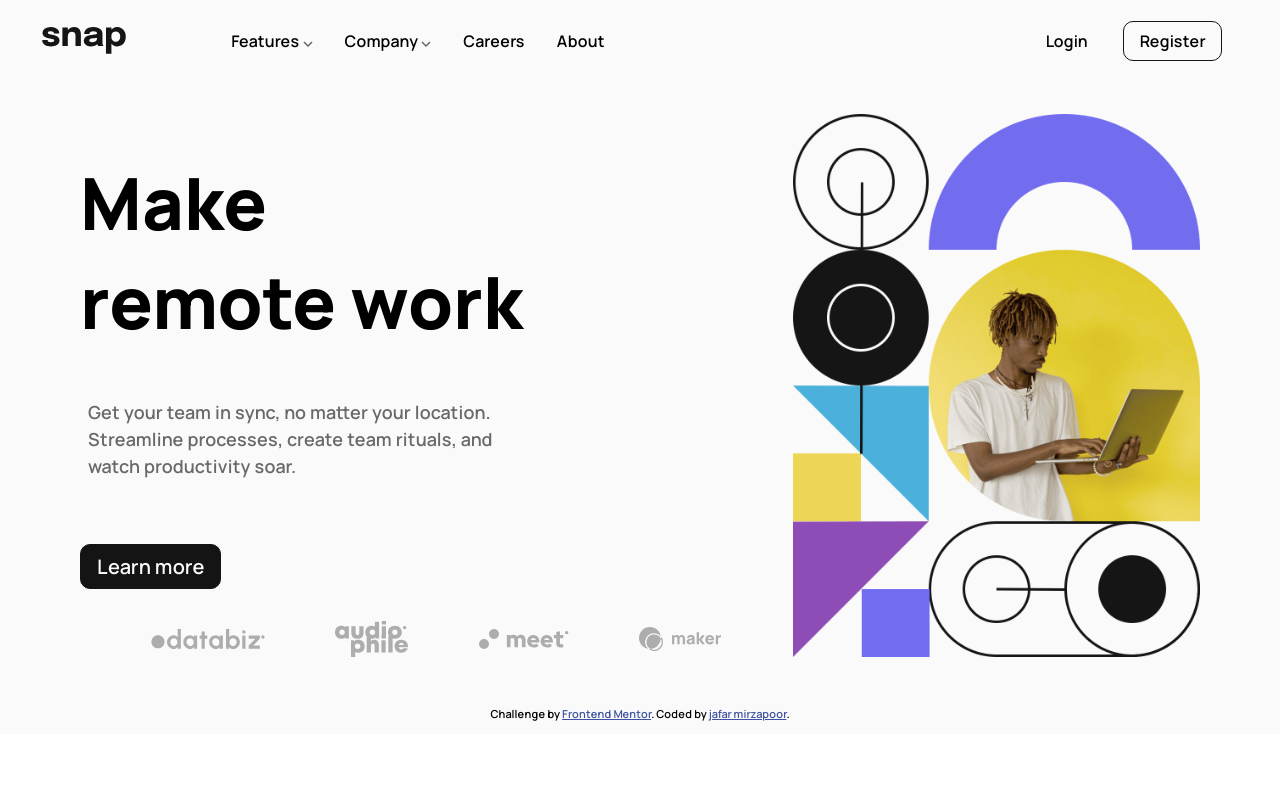 snap
Features
Company
Careers
About
Login
Register
Make
remote work
Get your team in sync, no matter your location.
Streamline processes, create team rituals, and
watch productivity soar.
Learn more
databiz
audio
phile
meet
maker
Challenge by Frontend Mentor. Coded by jafar mirzapoor.